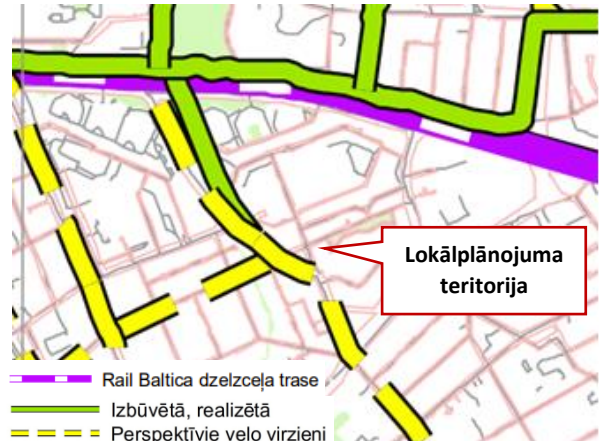 Lokālplānojuma
teritorija
Rail Baltica dzelzceļa trase
Izbūvētā, realizētā
Perspektīvie velo virzieni